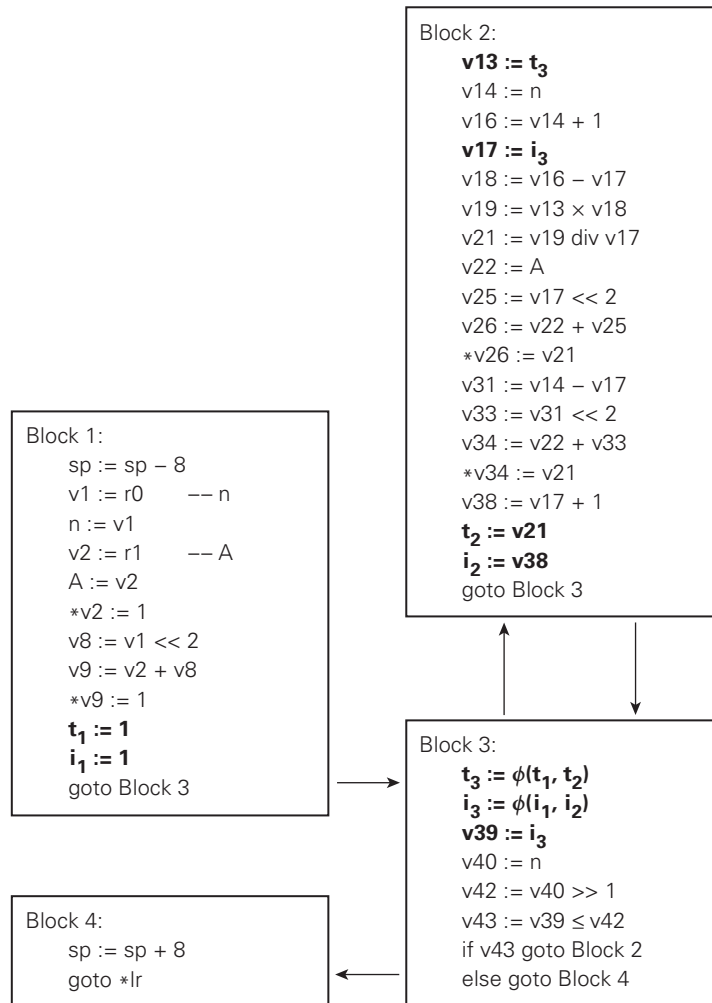 Block 1:
sp := sp – 8
v1 := r0 –– n
n := v1
v2 := r1 –– A
A := v2
*v2 := 1
v8 := v1 << 2
v9 := v2 + v8
*v9 := 1
t₁ := 1
i₁ := 1
goto Block 3
Block 2:
v13 := t₃
v14 := n
v16 := v14 + 1
v17 := i₃
v18 := v16 – v17
v19 := v13 × v18
v21 := v19 div v17
v22 := A
v25 := v17 << 2
v26 := v22 + v25
*v26 := v21
v31 := v14 – v17
v33 := v31 << 2
v34 := v22 + v33
*v34 := v21
v38 := v17 + 1
t₂ := v21
i₂ := v38
goto Block 3
Block 3:
t₃ := ϕ(t₁, t₂)
i₃ := ϕ(i₁, i₂)
v39 := i₃
v40 := n
v42 := v40 >> 1
v43 := v39 ≤ v42
if v43 goto Block 2
else goto Block 4
Block 4:
sp := sp + 8
goto *lr